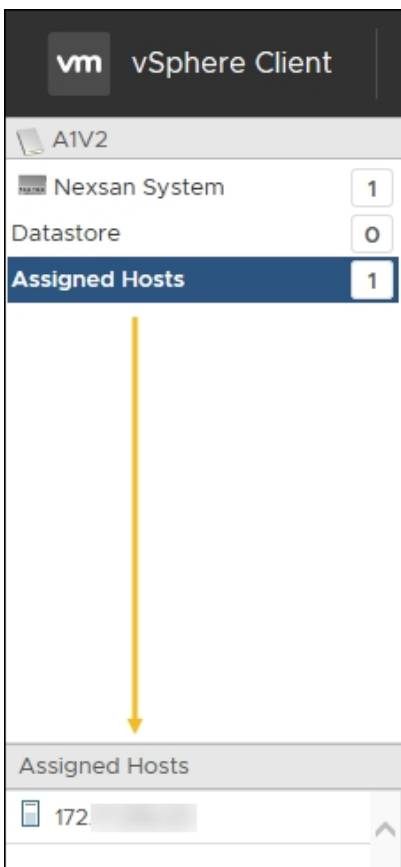 vm vSphere Client
A1V2
Nexsan System 1
Datastore 0
Assigned Hosts 1
Assigned Hosts
172.